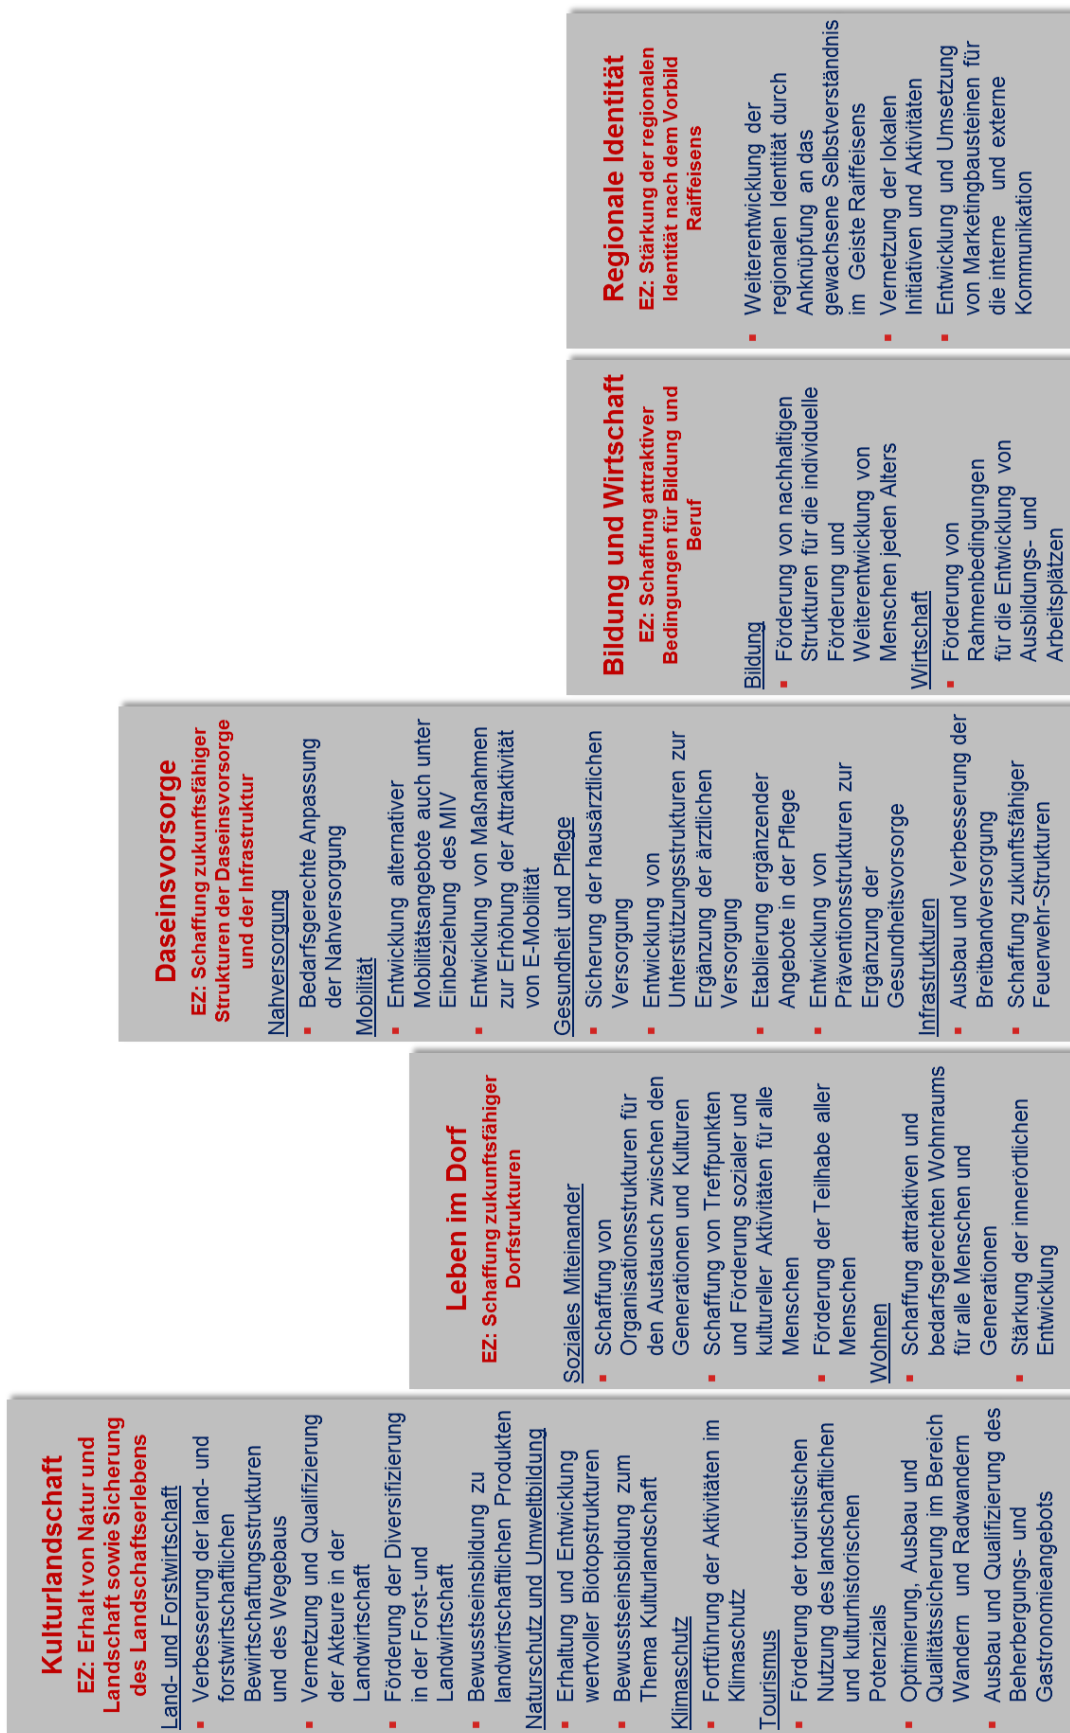 Kulturlandschaft
EZ: Erhalt von Natur und
Landschaft sowie Sicherung
des Landschaftserlebens
Land- und Forstwirtschaft
▪ Verbesserung der land- und
forstwirtschaftlichen
Bewirtschaftungsstrukturen
und des Wegebaus
▪ Vernetzung und Qualifizierung
der Akteure in der
Landwirtschaft
▪ Förderung der Diversifizierung
in der Forst- und
Landwirtschaft
▪ Bewusstseinsbildung zu
landwirtschaftlichen Produkten
Naturschutz und Umweltbildung
▪ Erhaltung und Entwicklung
wertvoller Biotopstrukturen
▪ Bewusstseinsbildung zum
Thema Kulturlandschaft
Klimaschutz
▪ Fortführung der Aktivitäten im
Klimaschutz
Tourismus
▪ Förderung der touristischen
Nutzung des landschaftlichen
und kulturhistorischen
Potenzials
▪ Optimierung, Ausbau und
Qualitätssicherung im Bereich
Wandern und Radwandern
▪ Ausbau und Qualifizierung des
Beherbergungs- und
Gastronomieangebots
Leben im Dorf
EZ: Schaffung zukunftsfähiger
Dorfstrukturen
Soziales Miteinander
▪ Schaffung von
Organisationsstrukturen für
den Austausch zwischen den
Generationen und Kulturen
▪ Schaffung von Treffpunkten
und Förderung sozialer und
kultureller Aktivitäten für alle
Menschen
▪ Förderung der Teilhabe aller
Menschen
Wohnen
▪ Schaffung attraktiven und
bedarfsgerechten Wohnraums
für alle Menschen und
Generationen
▪ Stärkung der innerörtlichen
Entwicklung
Daseinsvorsorge
EZ: Schaffung zukunftsfähiger
Strukturen der Daseinsvorsorge
und der Infrastruktur
Nahversorgung
▪ Bedarfsgerechte Anpassung
der Nahversorgung
Mobilität
▪ Entwicklung alternativer
Mobilitätsangebote auch unter
Einbeziehung des MIV
▪ Entwicklung von Maßnahmen
zur Erhöhung der Attraktivität
von E-Mobilität
Gesundheit und Pflege
▪ Sicherung der hausärztlichen
Versorgung
▪ Entwicklung von
Unterstützungsstrukturen zur
Ergänzung der ärztlichen
Versorgung
▪ Etablierung ergänzender
Angebote in der Pflege
▪ Entwicklung von
Präventionsstrukturen zur
Ergänzung der
Gesundheitsvorsorge
Infrastrukturen
▪ Ausbau und Verbesserung der
Breitbandversorgung
▪ Schaffung zukunftsfähiger
Feuerwehr-Strukturen
Bildung und Wirtschaft
EZ: Schaffung attraktiver
Bedingungen für Bildung und
Beruf
Bildung
▪ Förderung von nachhaltigen
Strukturen für die individuelle
Förderung und
Weiterentwicklung von
Menschen jeden Alters
Wirtschaft
▪ Förderung von
Rahmenbedingungen
für die Entwicklung von
Ausbildungs- und
Arbeitsplätzen
Regionale Identität
EZ: Stärkung der regionalen
Identität nach dem Vorbild
Raiffeisens
▪ Weiterentwicklung der
regionalen Identität durch
Anknüpfung an das
gewachsene Selbstverständnis
im Geiste Raiffeisens
▪ Vernetzung der lokalen
Initiativen und Aktivitäten
▪ Entwicklung und Umsetzung
von Marketingbausteinen für
die interne und externe
Kommunikation